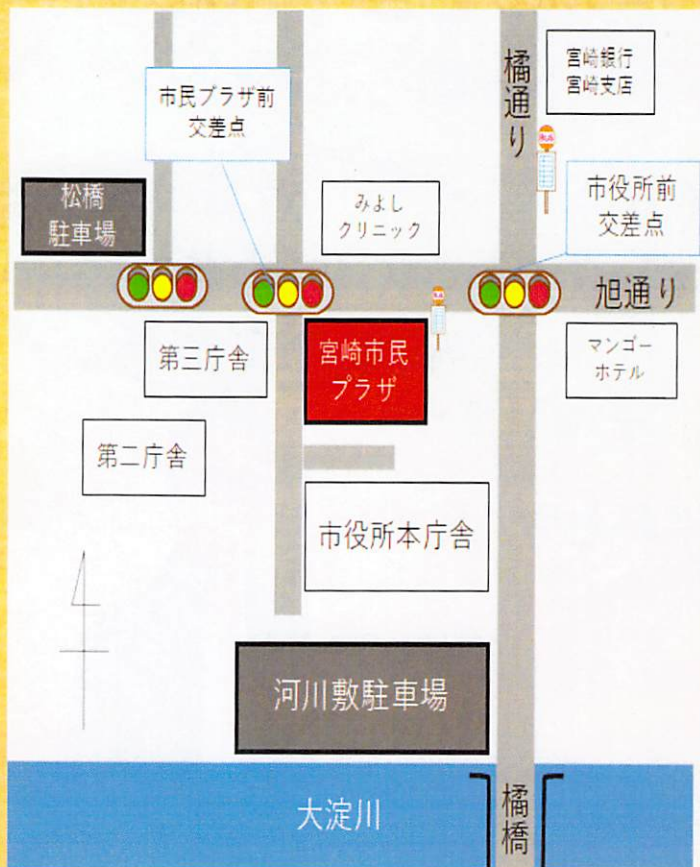 宮崎銀行
宮崎支店
橘通り
市民プラザ前
交差点
市役所前
交差点
松橋
駐車場
みよし
クリニック
旭通り
第三庁舎
宮崎市民
プラザ
マンゴー
ホテル
第二庁舎
市役所本庁舎
河川敷駐車場
大淀川
橘橋